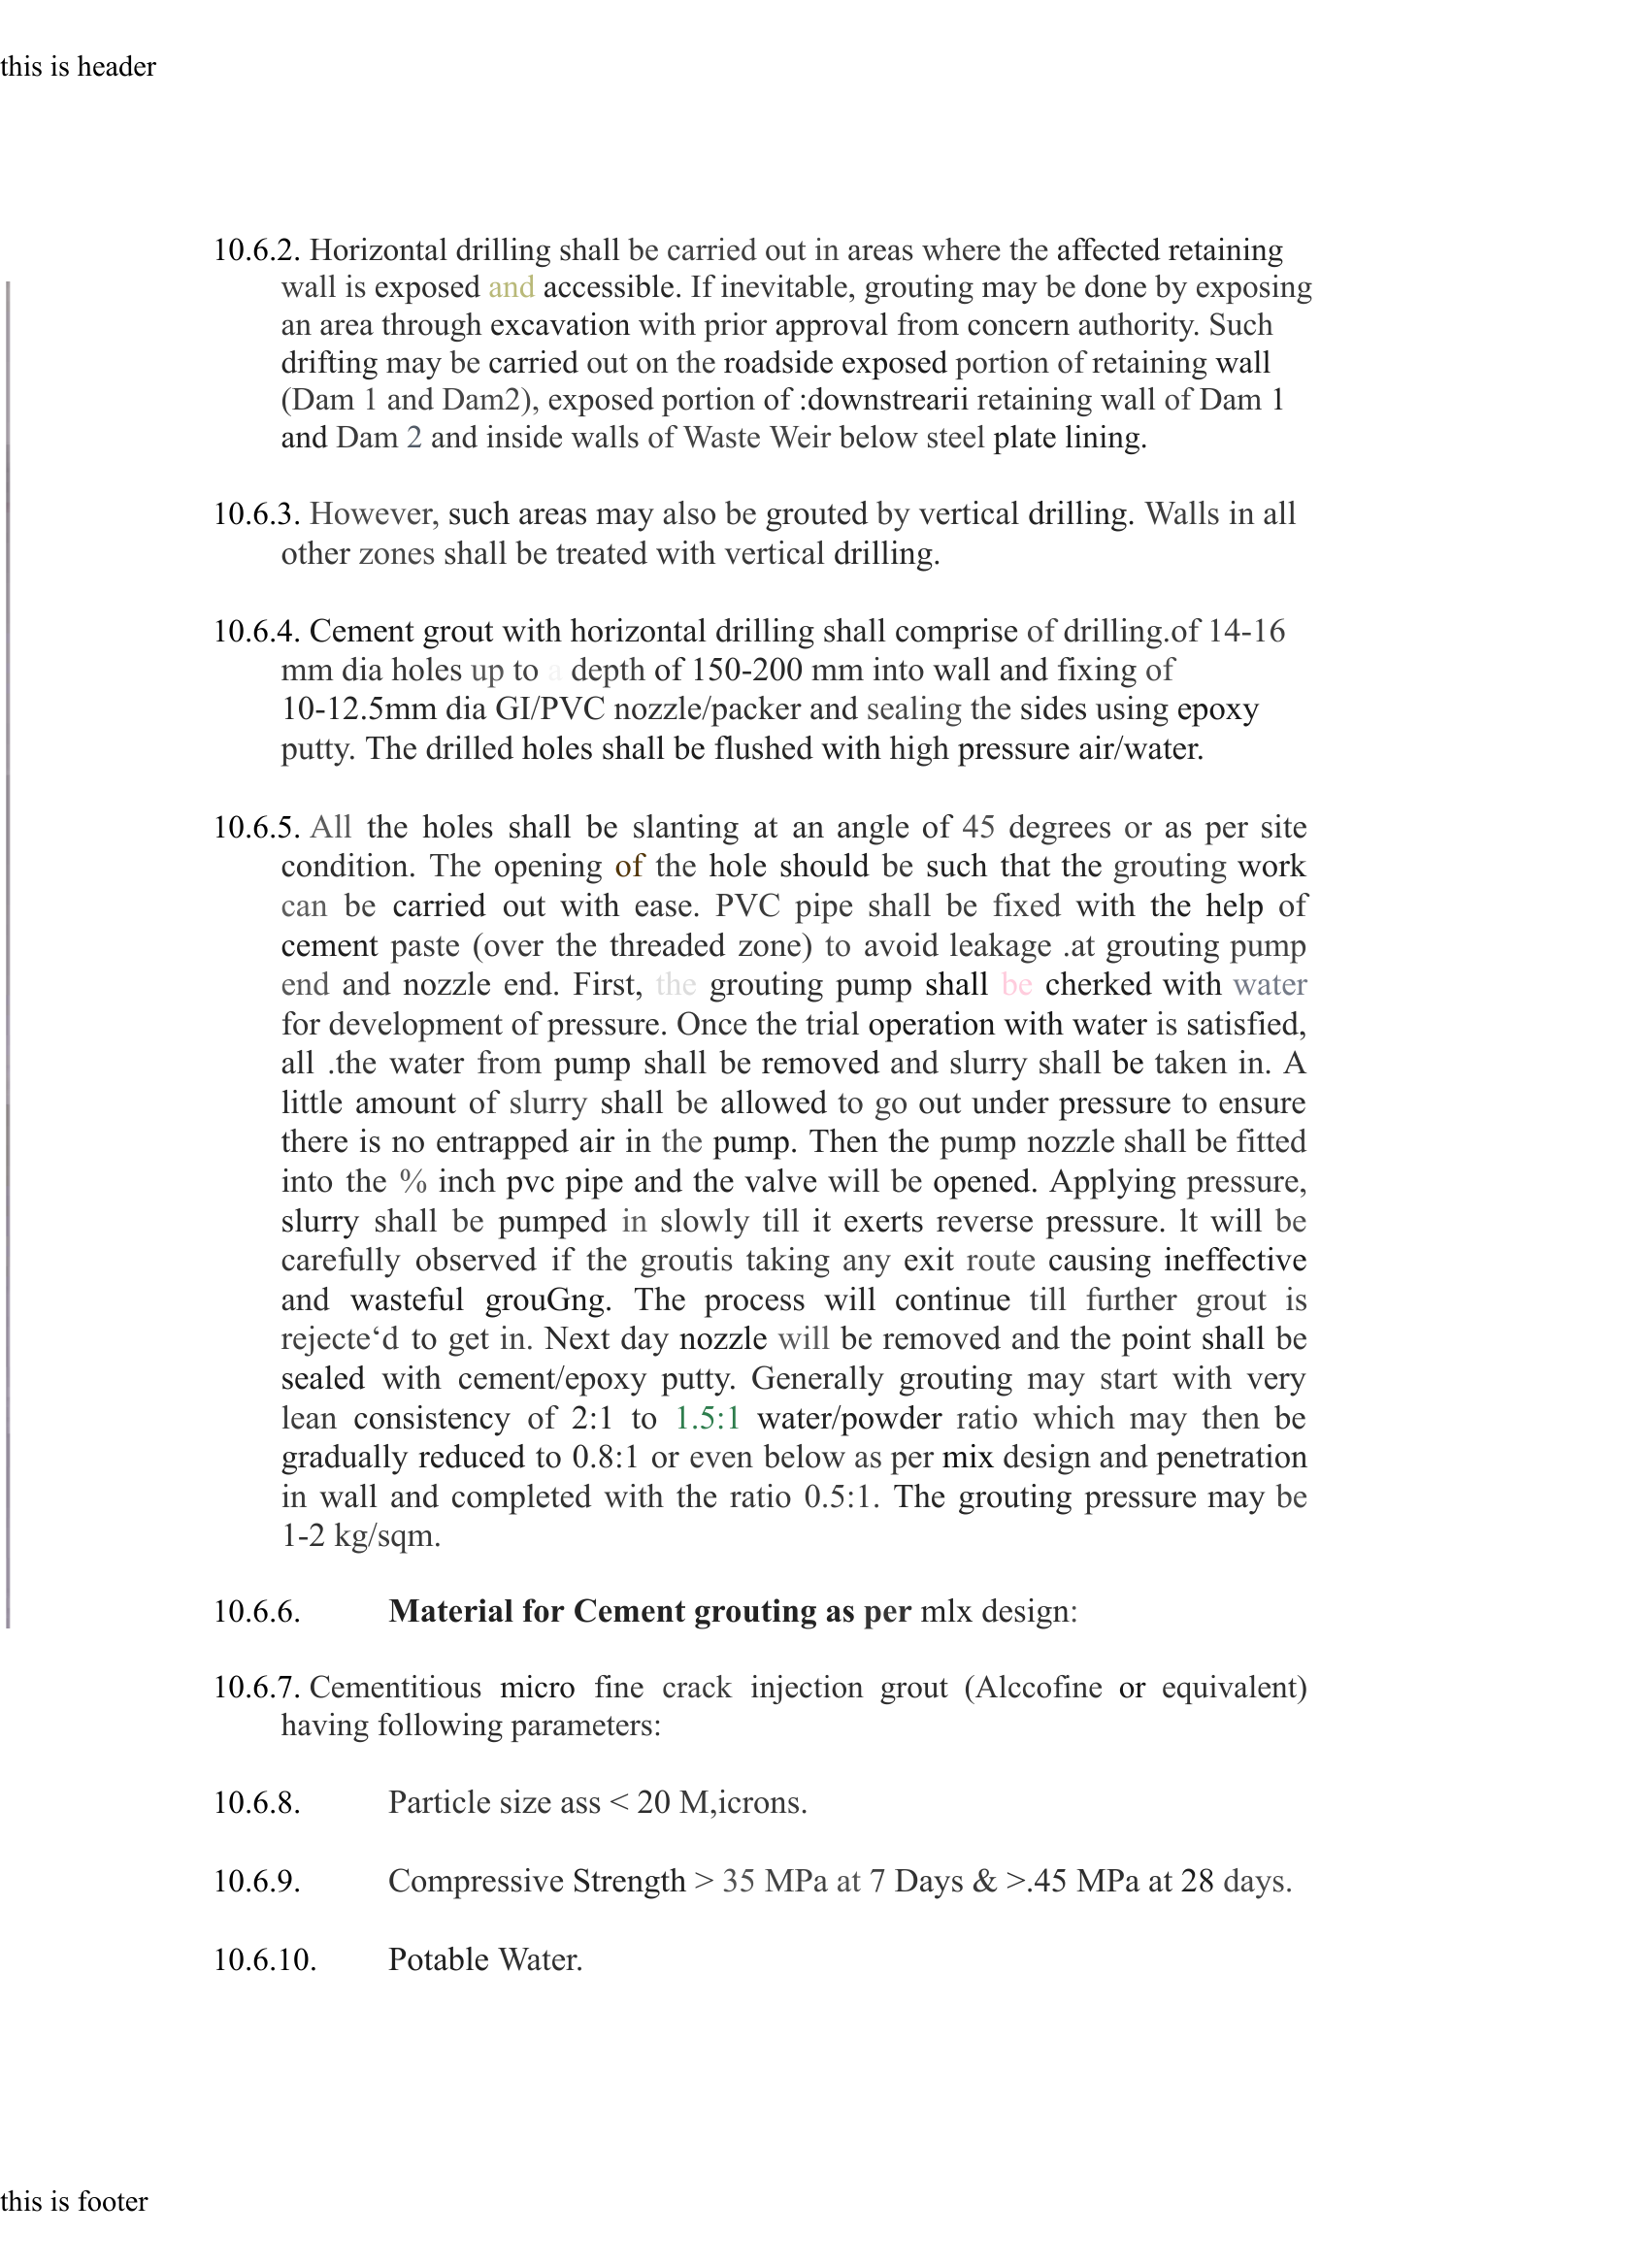 this is header
10.6.2. Horizontal drilling shall be carried out in areas where the affected retaining
wall is exposed and accessible. If inevitable, grouting may be done by exposing
an area through excavation with prior approval from concern authority. Such
drifting may be carried out on the roadside exposed portion of retaining wall
(Dam 1 and Dam2), exposed portion of :downstrearii retaining wall of Dam 1
and Dam 2 and inside walls of Waste Weir below steel plate lining.
10.6.3. However, such areas may also be grouted by vertical drilling. Walls in all
other zones shall be treated with vertical drilling.
10.6.4. Cement grout with horizontal drilling shall comprise of drilling.of 14-16
mm dia holes up to a depth of 150-200 mm into wall and fixing of
10-12.5mm dia GI/PVC nozzle/packer and sealing the sides using epoxy
putty. The drilled holes shall be flushed with high pressure air/water.
10.6.5. All the holes shall be slanting at an angle of 45 degrees or as per site
condition. The opening of the hole should be such that the grouting work
can be carried out with ease. PVC pipe shall be fixed with the help of
cement paste (over the threaded zone) to avoid leakage .at grouting pump
end and nozzle end. First, the grouting pump shall be cherked with water
for development of pressure. Once the trial operation with water is satisfied,
all .the water from pump shall be removed and slurry shall be taken in. A
little amount of slurry shall be allowed to go out under pressure to ensure
there is no entrapped air in the pump. Then the pump nozzle shall be fitted
into the % inch pvc pipe and the valve will be opened. Applying pressure,
slurry shall be pumped in slowly till it exerts reverse pressure. lt will be
carefully observed if the groutis taking any exit route causing ineffective
and wasteful grouGng. The process will continue till further grout is
rejecte‘d to get in. Next day nozzle will be removed and the point shall be
sealed with cement/epoxy putty. Generally grouting may start with very
lean consistency of 2:1 to 1.5:1 water/powder ratio which may then be
gradually reduced to 0.8:1 or even below as per mix design and penetration
in wall and completed with the ratio 0.5:1. The grouting pressure may be
1-2 kg/sqm.
10.6.6. Material for Cement grouting as per mlx design:
10.6.7. Cementitious micro fine crack injection grout (Alccofine or equivalent)
having following parameters:
10.6.8. Particle size ass < 20 M,icrons.
10.6.9. Compressive Strength > 35 MPa at 7 Days & >.45 MPa at 28 days.
10.6.10. Potable Water.
this is footer